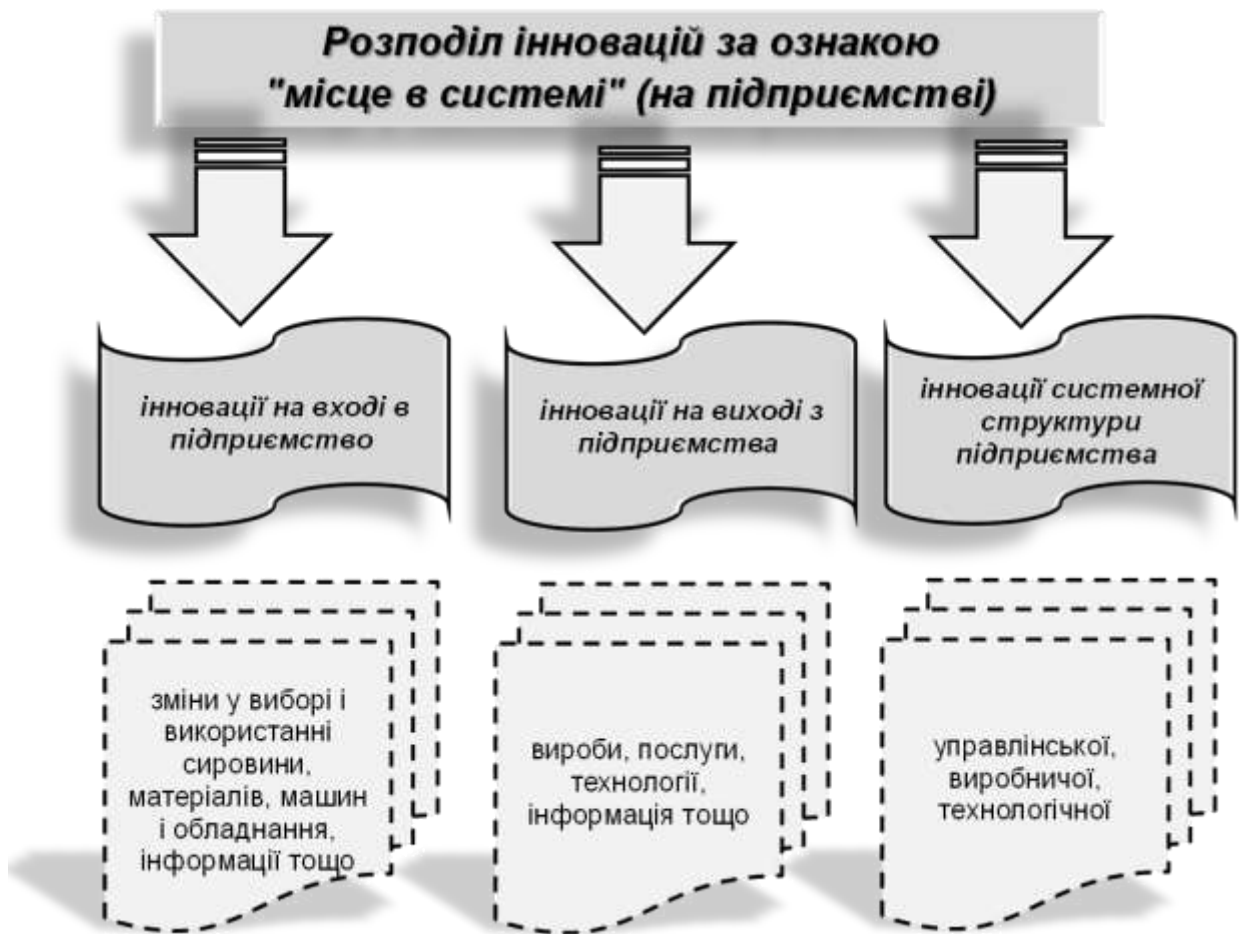 Розподіл інновацій за ознакою
"місце в системі" (на підприємстві)
інновації на вході в
підприємство
інновації на виході з
підприємства
інновації системної
структури
підприємства
зміни у виборі і
використанні
сировини,
матеріалів, машин
і обладнання,
інформації тощо
вироби, послуги,
технології,
інформація тощо
управлінської,
виробничої,
технологічної